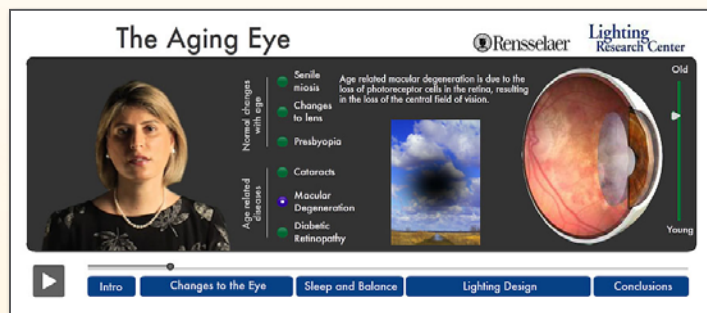 The Aging Eye
Rensselaer
Lighting
Research Center
Normal changes
with age
Senile
miosis
Changes
to lens
Presbyopia
Age related
diseases
Cataracts
Macular
Degeneration
Diabetic
Retinopathy
Age related macular degeneration is due to the
loss of photoreceptor cells in the retina, resulting
in the loss of the central field of vision.
Old
Young
Intro
Changes to the Eye
Sleep and Balance
Lighting Design
Conclusions